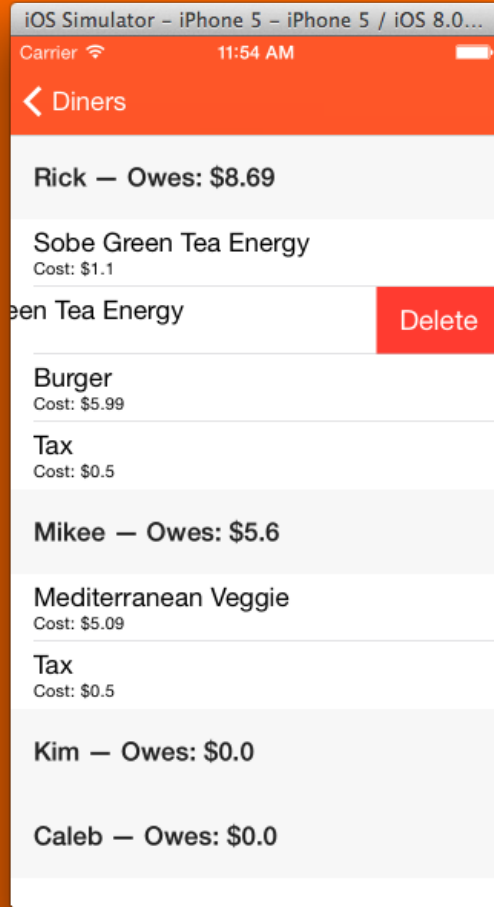 iOS Simulator – iPhone 5 – iPhone 5 / iOS 8.0...
Carrier 11:54 AM
Diners
Rick — Owes: $8.69
Sobe Green Tea Energy
Cost: $1.1
Tea Energy
Delete
Burger
Cost: $5.99
Tax
Cost: $0.5
Mikee — Owes: $5.6
Mediterranean Veggie
Cost: $5.09
Tax
Cost: $0.5
Kim — Owes: $0.0
Caleb — Owes: $0.0